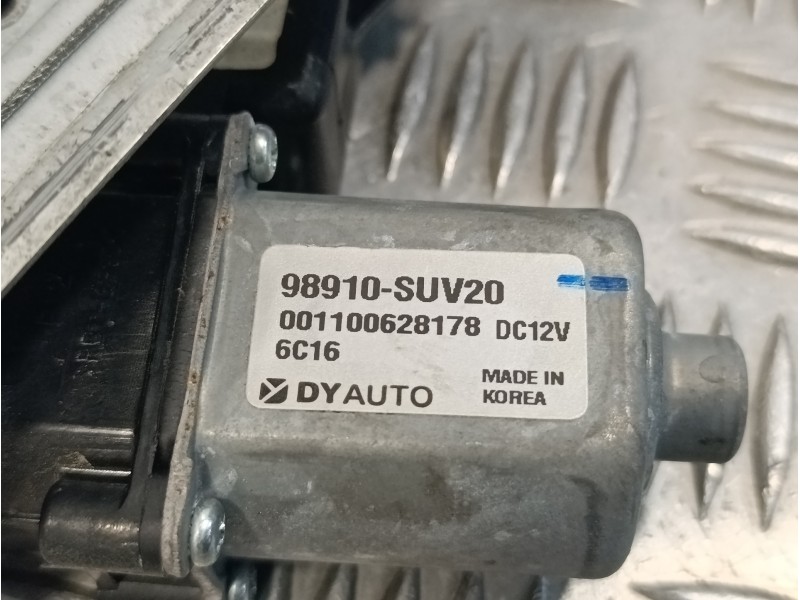 98910-SUV20
001100628178 DC12V
6C16
DYAUTO
MADE IN
KOREA